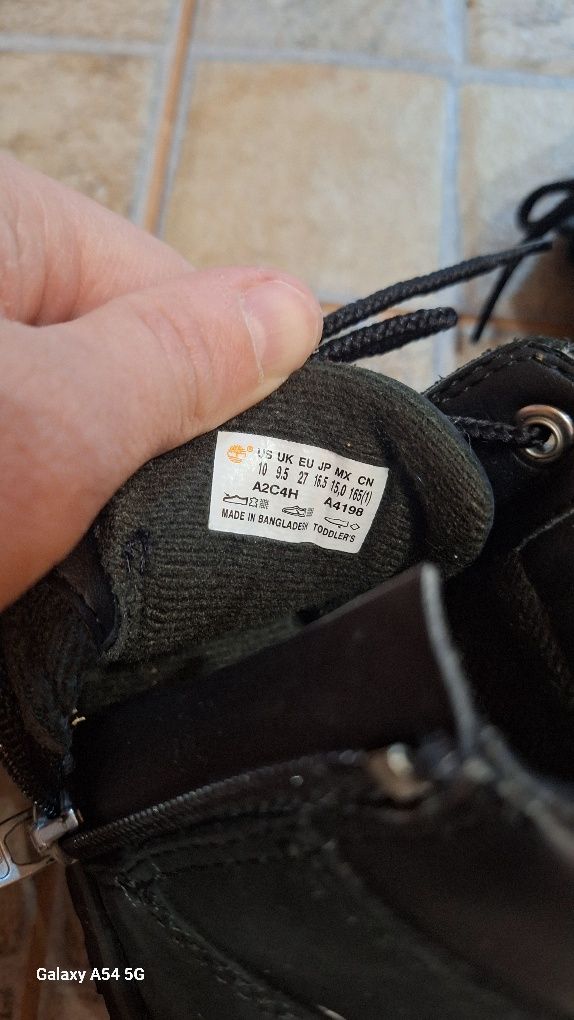 US UK EU JP MX CN
10 9.5 27 16.5 15,0 165(1)
A2C4H A4198
MADE IN BANGLADESH TODDLER'S
Galaxy A54 5G